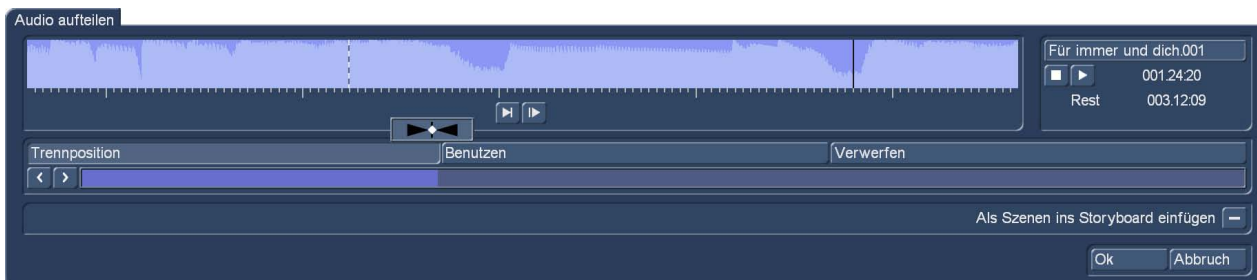 Audio aufteilen
Für immer und dich.001
001.24:20
Rest 003.12:09
Trennposition Benutzen Verwerfen
Als Szenen ins Storyboard einfügen
Ok Abbruch